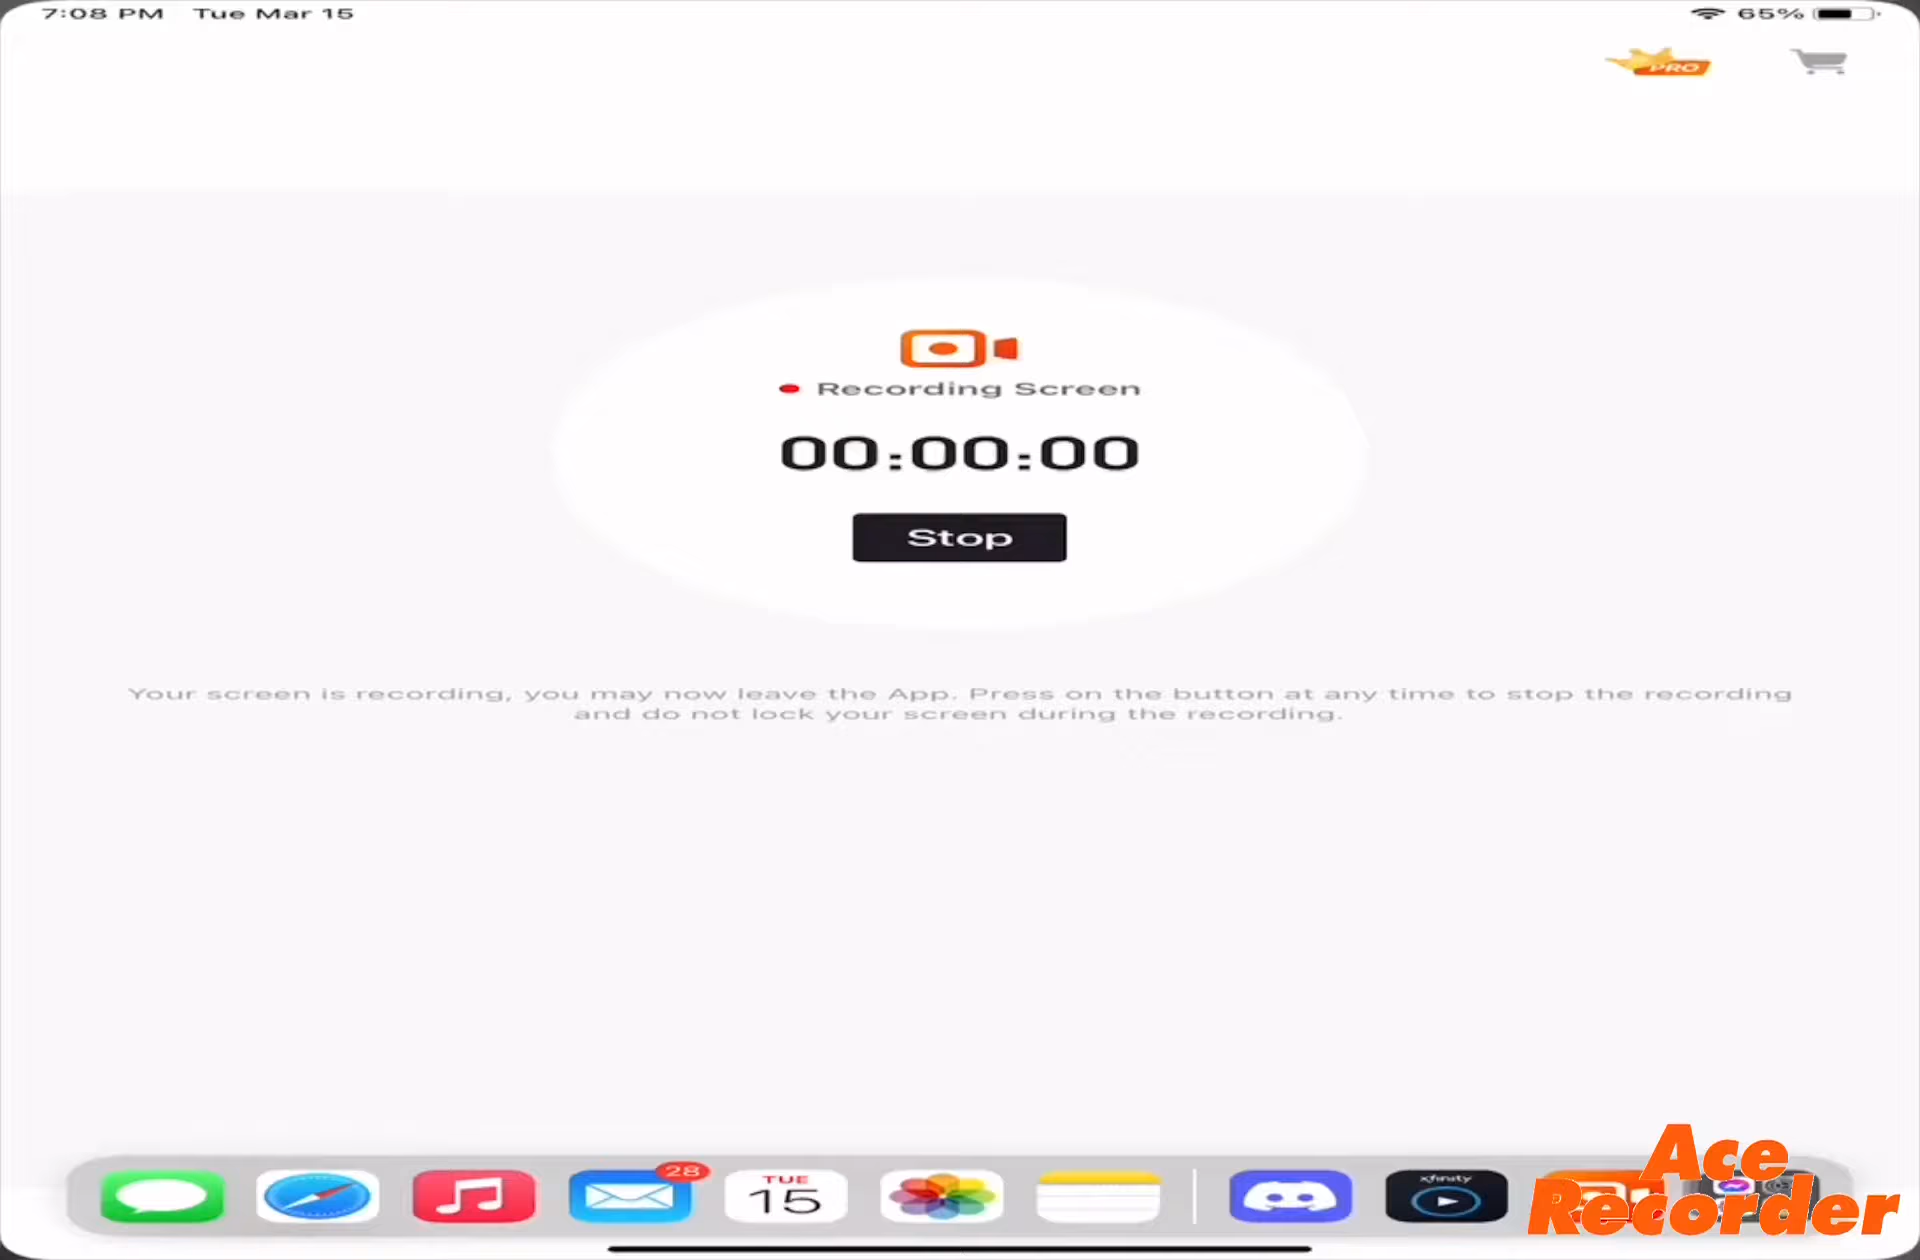 7:08 PM Tue Mar 15
65%
PRO
Recording Screen
00:00:00
Stop
Your screen is recording, you may now leave the App. Press on the button at any time to stop the recording
and do not lock your screen during the recording.
28
TUE
15
xfinity
Ace
Recorder